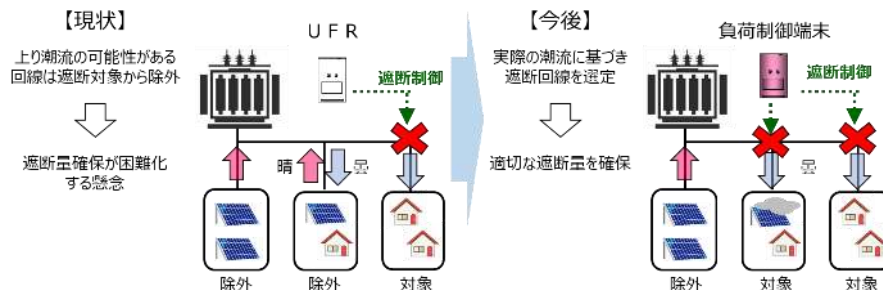 【現状】
上り潮流の可能性がある
回線は遮断対象から除外
遮断量確保が困難化
する懸念
UFR
遮断制御
晴
曇
除外
除外
対象
【今後】
実際の潮流に基づき
遮断回線を選定
適切な遮断量を確保
負荷制御端末
遮断制御
曇
除外
対象
対象